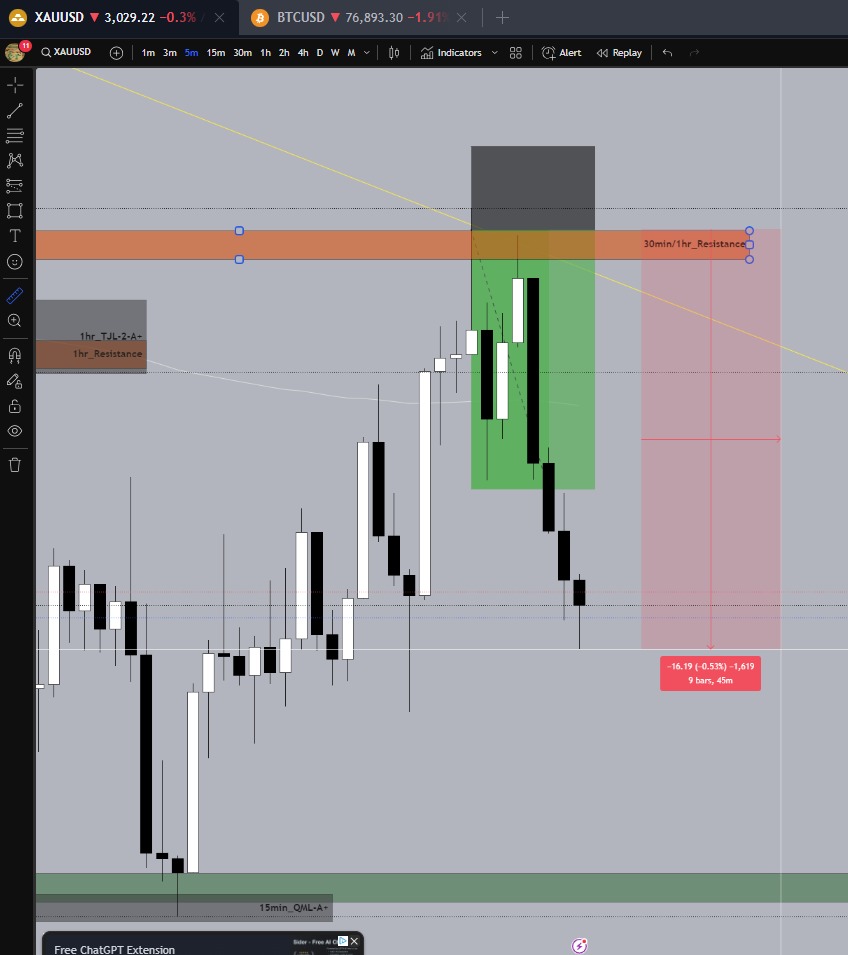 XAUUSD 3,029.22 −0.3% BTCUSD 76,893.30 −1.91%
11 XAUUSD 1m 3m 5m 15m 30m 1h 2h 4h D W M Indicators Alert Replay
30min/1hr_Resistance
1hr_TJL-2-A+
1hr_Resistance
−16.19 (−0.53%) −1,619
9 bars, 45m
15min_QML-A+
Sider - Free AI
Free ChatGPT Extension